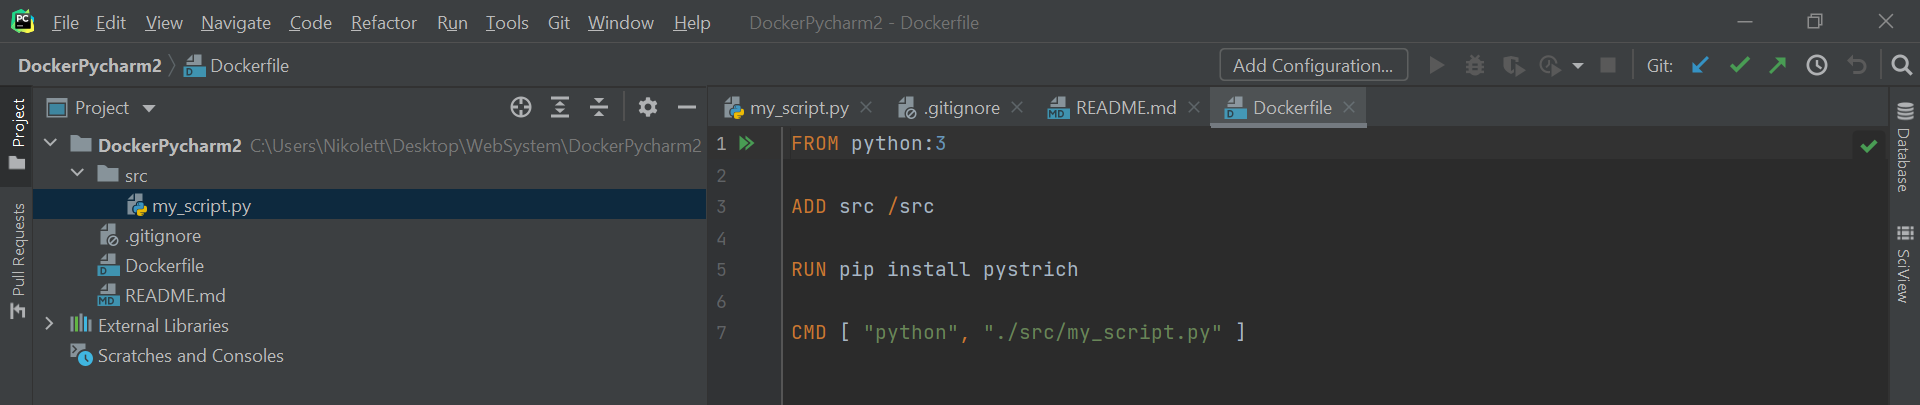 PC File Edit View Navigate Code Refactor Run Tools Git Window Help DockerPycharm2 - Dockerfile
DockerPycharm2 Dockerfile Add Configuration... Git:
Project
Pull Requests
Project
DockerPycharm2 C:\Users\Nikolett\Desktop\WebSystem\DockerPycharm2
src
my_script.py
.gitignore
D Dockerfile
MD README.md
External Libraries
Scratches and Consoles
my_script.py .gitignore MD README.md D Dockerfile
1 FROM python:3
2
3 ADD src /src
4
5 RUN pip install pystrich
6
7 CMD [ "python", "./src/my_script.py" ]
Database
SciView